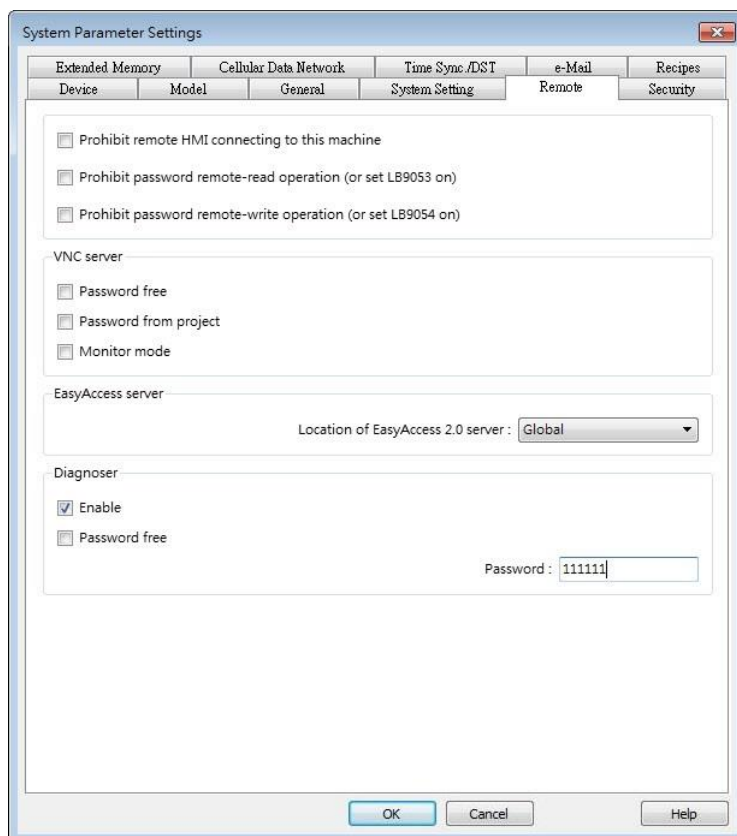 System Parameter Settings
Extended Memory Cellular Data Network Time Sync./DST e-Mail Recipes
Device Model General System Setting Remote Security
Prohibit remote HMI connecting to this machine
Prohibit password remote-read operation (or set LB9053 on)
Prohibit password remote-write operation (or set LB9054 on)
VNC server
Password free
Password from project
Monitor mode
EasyAccess server
Location of EasyAccess 2.0 server : Global
Diagnoser
Enable
Password free
Password : 111111
OK Cancel Help